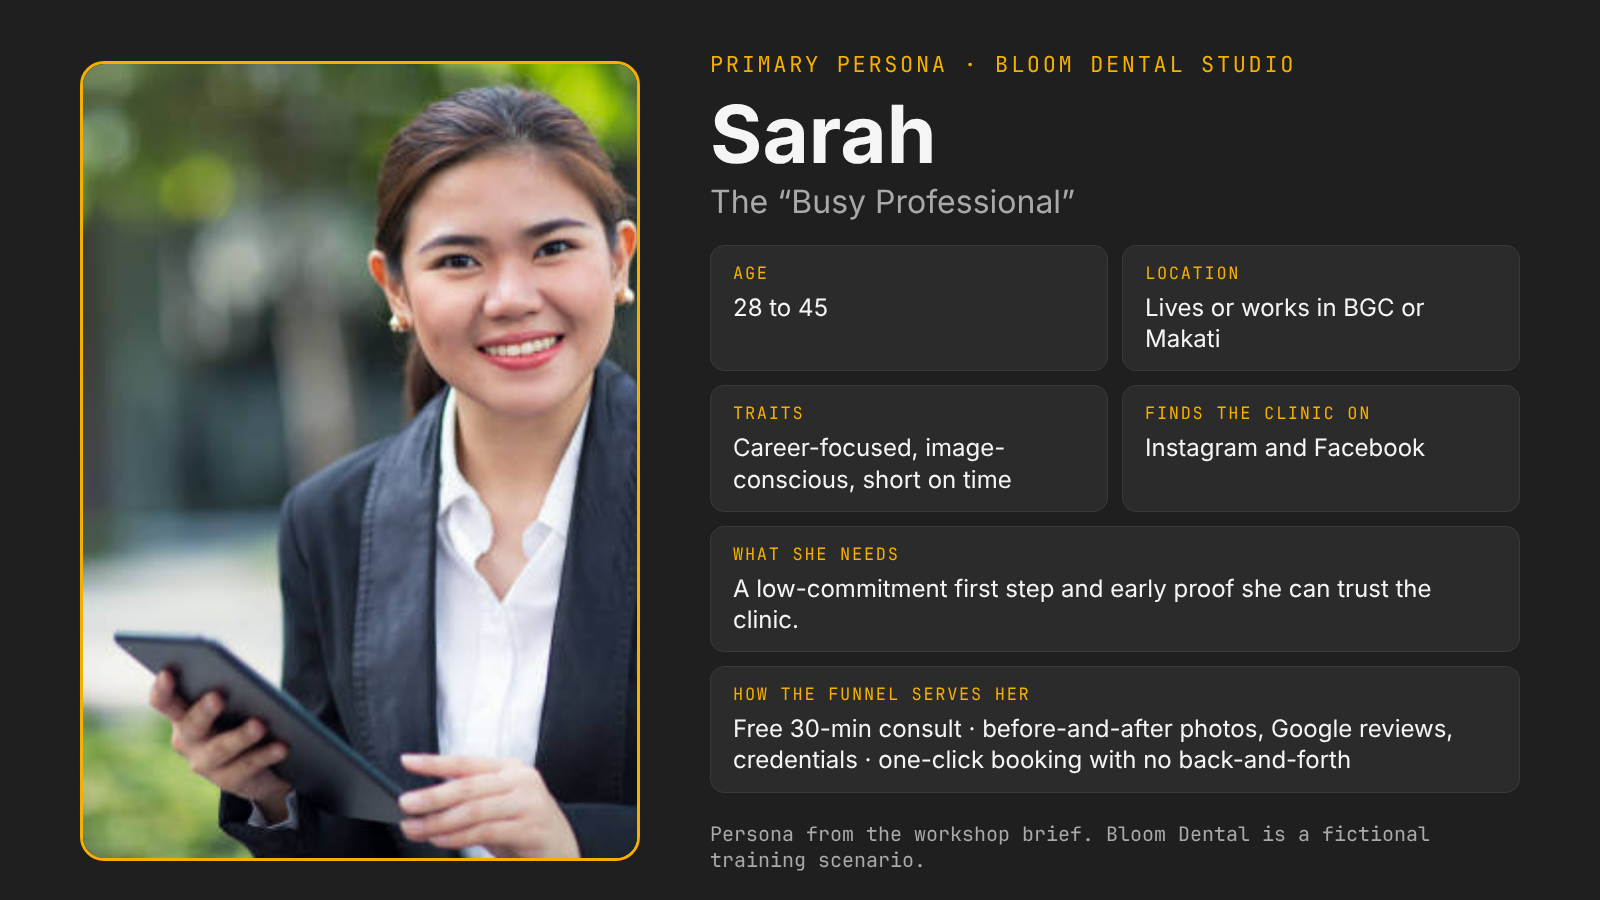 PRIMARY PERSONA · BLOOM DENTAL STUDIO
Sarah
The “Busy Professional”
AGE
28 to 45
LOCATION
Lives or works in BGC or
Makati
TRAITS
Career-focused, image-
conscious, short on time
FINDS THE CLINIC ON
Instagram and Facebook
WHAT SHE NEEDS
A low-commitment first step and early proof she can trust the
clinic.
HOW THE FUNNEL SERVES HER
Free 30-min consult · before-and-after photos, Google reviews,
credentials · one-click booking with no back-and-forth
Persona from the workshop brief. Bloom Dental is a fictional
training scenario.